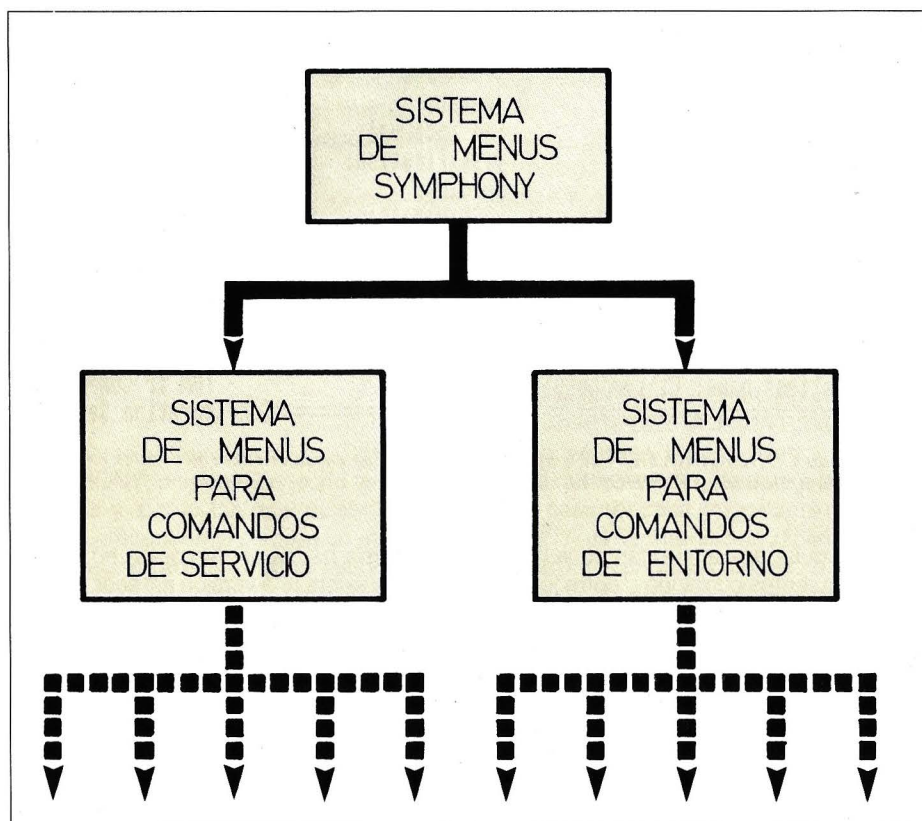 SISTEMA
DE MENUS
SYMPHONY
SISTEMA
DE MENUS
PARA
COMANDOS
DE SERVICIO
SISTEMA
DE MENUS
PARA
COMANDOS
DE ENTORNO